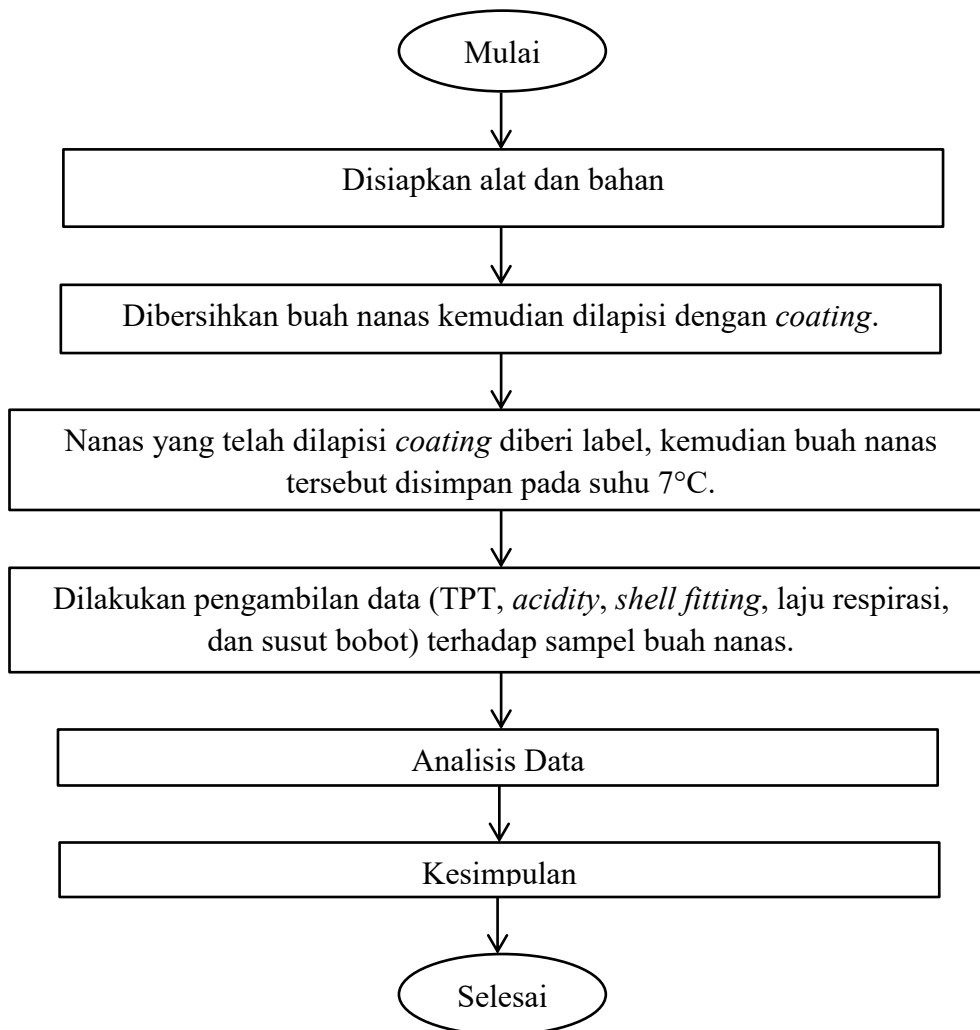 Mulai
Disiapkan alat dan bahan
Dibersihkan buah nanas kemudian dilapisi dengan coating.
Nanas yang telah dilapisi coating diberi label, kemudian buah nanas
tersebut disimpan pada suhu 7°C.
Dilakukan pengambilan data (TPT, acidity, shell fitting, laju respirasi,
dan susut bobot) terhadap sampel buah nanas.
Analisis Data
Kesimpulan
Selesai